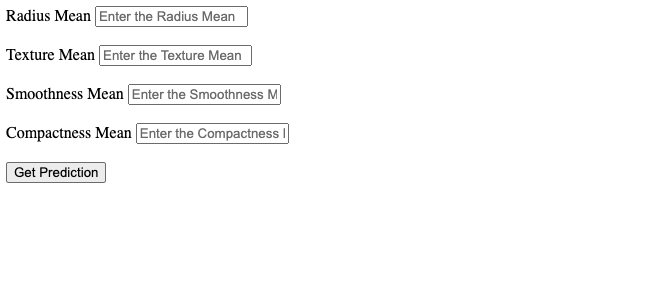 Radius Mean Enter the Radius Mean
Texture Mean Enter the Texture Mean
Smoothness Mean Enter the Smoothness M
Compactness Mean Enter the Compactness
Get Prediction